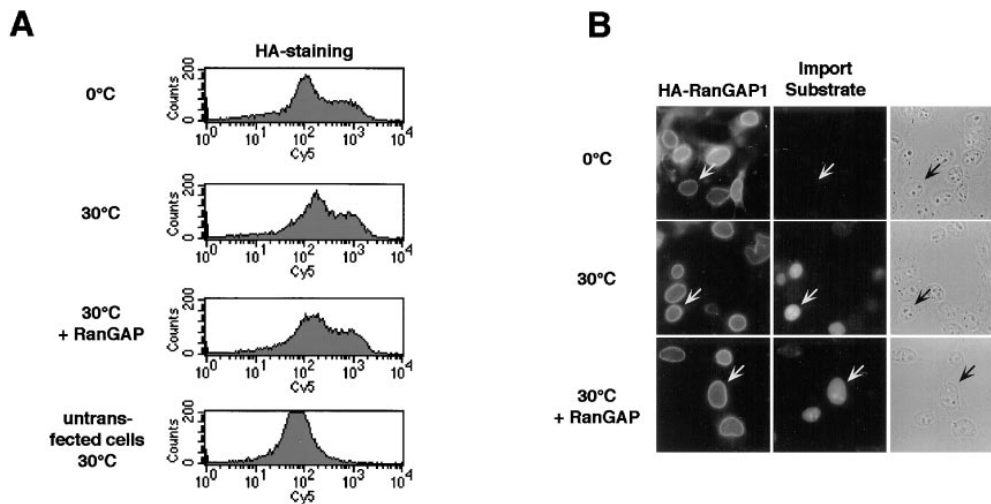 A
HA-staining
0°C
200
Counts
0
10^0 10^1 10^2 10^3 10^4
Cy5
30°C
200
Counts
0
10^0 10^1 10^2 10^3 10^4
Cy5
30°C
+ RanGAP
200
Counts
0
10^0 10^1 10^2 10^3 10^4
Cy5
untrans-
fected cells
30°C
200
Counts
0
10^0 10^1 10^2 10^3 10^4
Cy5
B
HA-RanGAP1
Import
Substrate
0°C
30°C
30°C
+ RanGAP